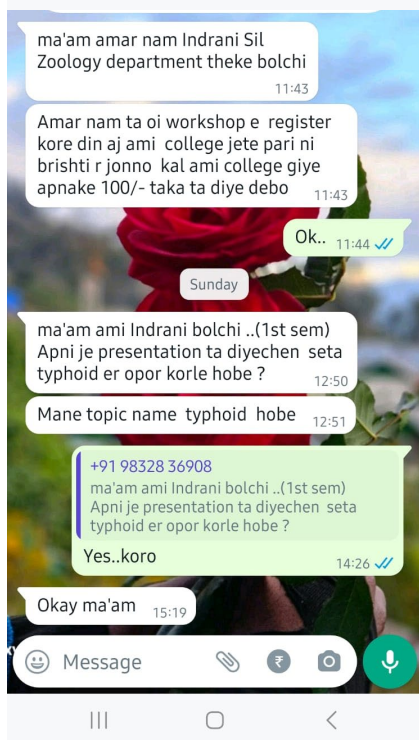 ma'am amar nam Indrani Sil
Zoology department theke bolchi
11:43
Amar nam ta oi workshop e register
kore din aj ami college jete pari ni
brishti r jonno kal ami college giye
apnake 100/- taka ta diye debo
11:43
Ok.. 11:44
Sunday
ma'am ami Indrani bolchi ..(1st sem)
Apni je presentation ta diyechen seta
typhoid er opor korle hobe ?
12:50
Mane topic name typhoid hobe 12:51
+91 98328 36908
ma'am ami Indrani bolchi ..(1st sem)
Apni je presentation ta diyechen seta
typhoid er opor korle hobe ?
Yes..koro
14:26
Okay ma'am 15:19
Message